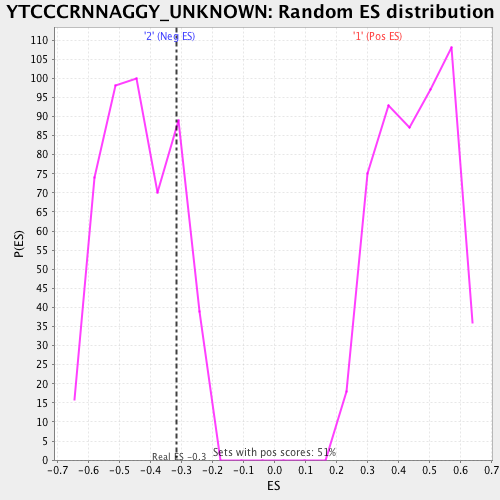 YTCCCRNNAGGY_UNKNOWN: Random ES distribution
'2' (Neg ES)
'1' (Pos ES)
110
105
100
95
90
85
80
75
70
65
60
55
50
45
40
35
30
25
20
15
10
5
0
P(ES)
Real ES -0.3
Sets with pos scores: 51%
-0.7 -0.6 -0.5 -0.4 -0.3 -0.2 -0.1 0.0 0.1 0.2 0.3 0.4 0.5 0.6 0.7
ES